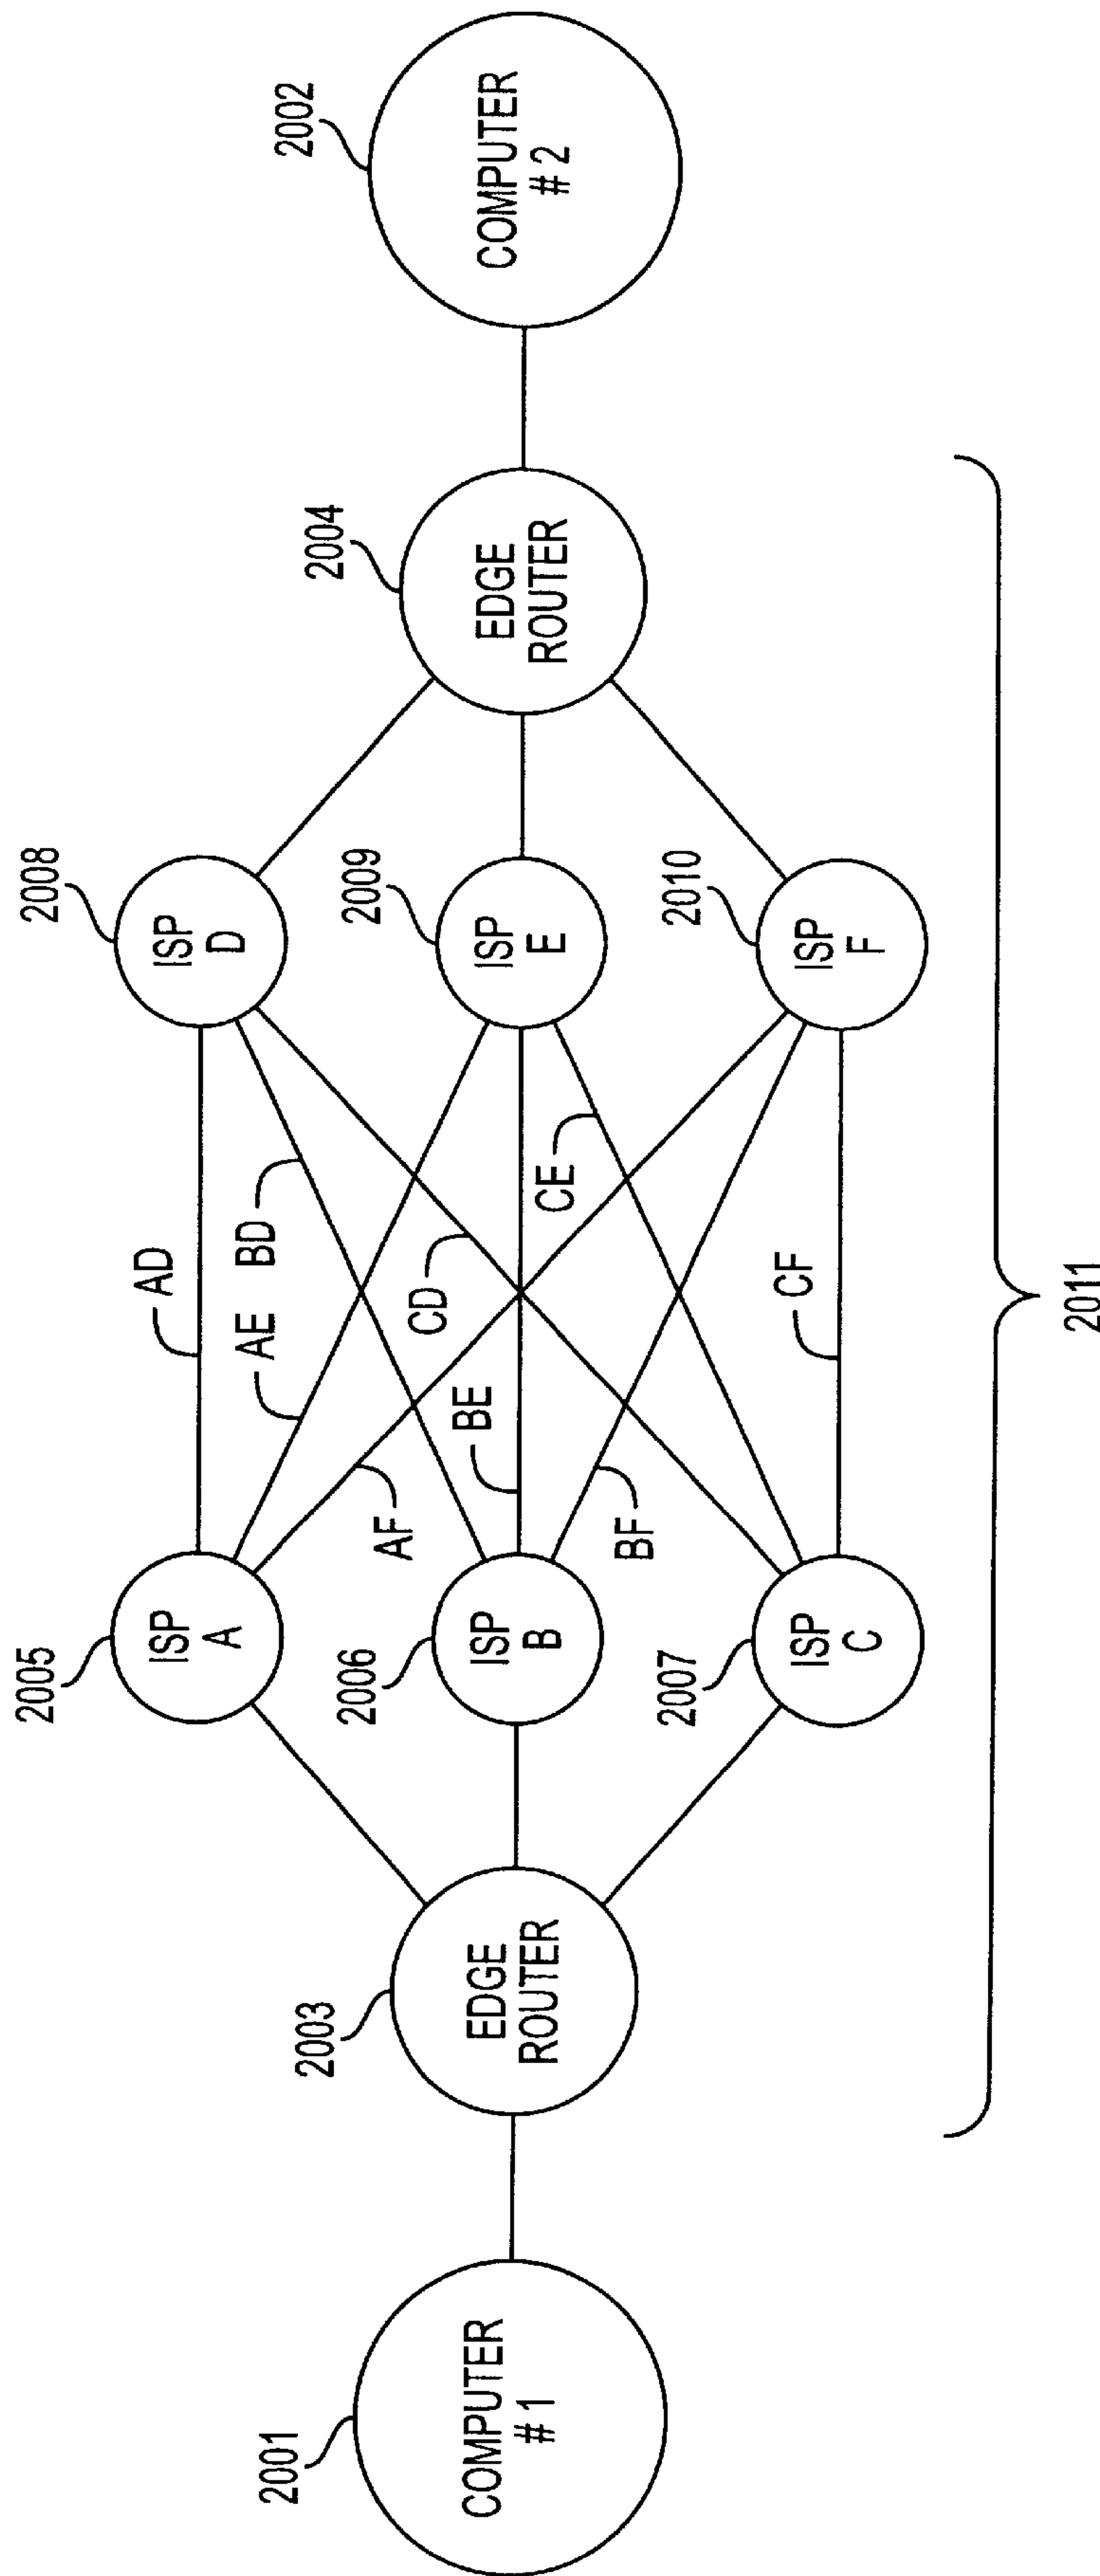 2001
COMPUTER
#1
2003
EDGE
ROUTER
2005
ISP
A
2006
ISP
B
2007
ISP
C
AD
AE
BD
AF
CD
BE
CE
BF
CF
2008
ISP
D
2009
ISP
E
2010
ISP
F
2004
EDGE
ROUTER
2002
COMPUTER
#2
2011